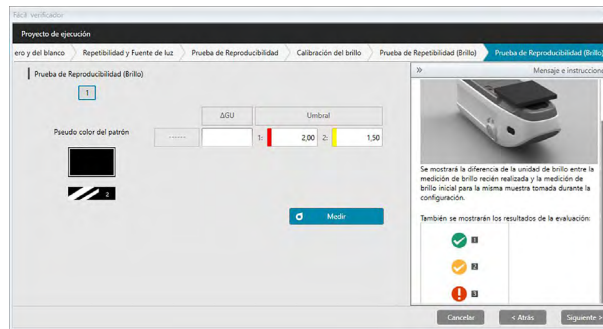 Fácil verificador
Proyecto de ejecución
ero y del blanco
Repetibilidad y Fuente de luz
Prueba de Reproducibilidad
Calibración del brillo
Prueba de Repetibilidad (Brillo)
Prueba de Reproducibilidad (Brillo)
Prueba de Reproducibilidad (Brillo)
1
ΔGU
Umbral
Pseudo color del patrón
------
1:
2,00
2:
1,50
2
Medir
»
Mensaje e instruccione
Se mostrará la diferencia de la unidad de brillo entre la
medición de brillo recién realizada y la medición de
brillo inicial para la misma muestra tomada durante la
configuración.
También se mostrarán los resultados de la evaluación:
1
2
3
Cancelar
< Atrás
Siguiente >